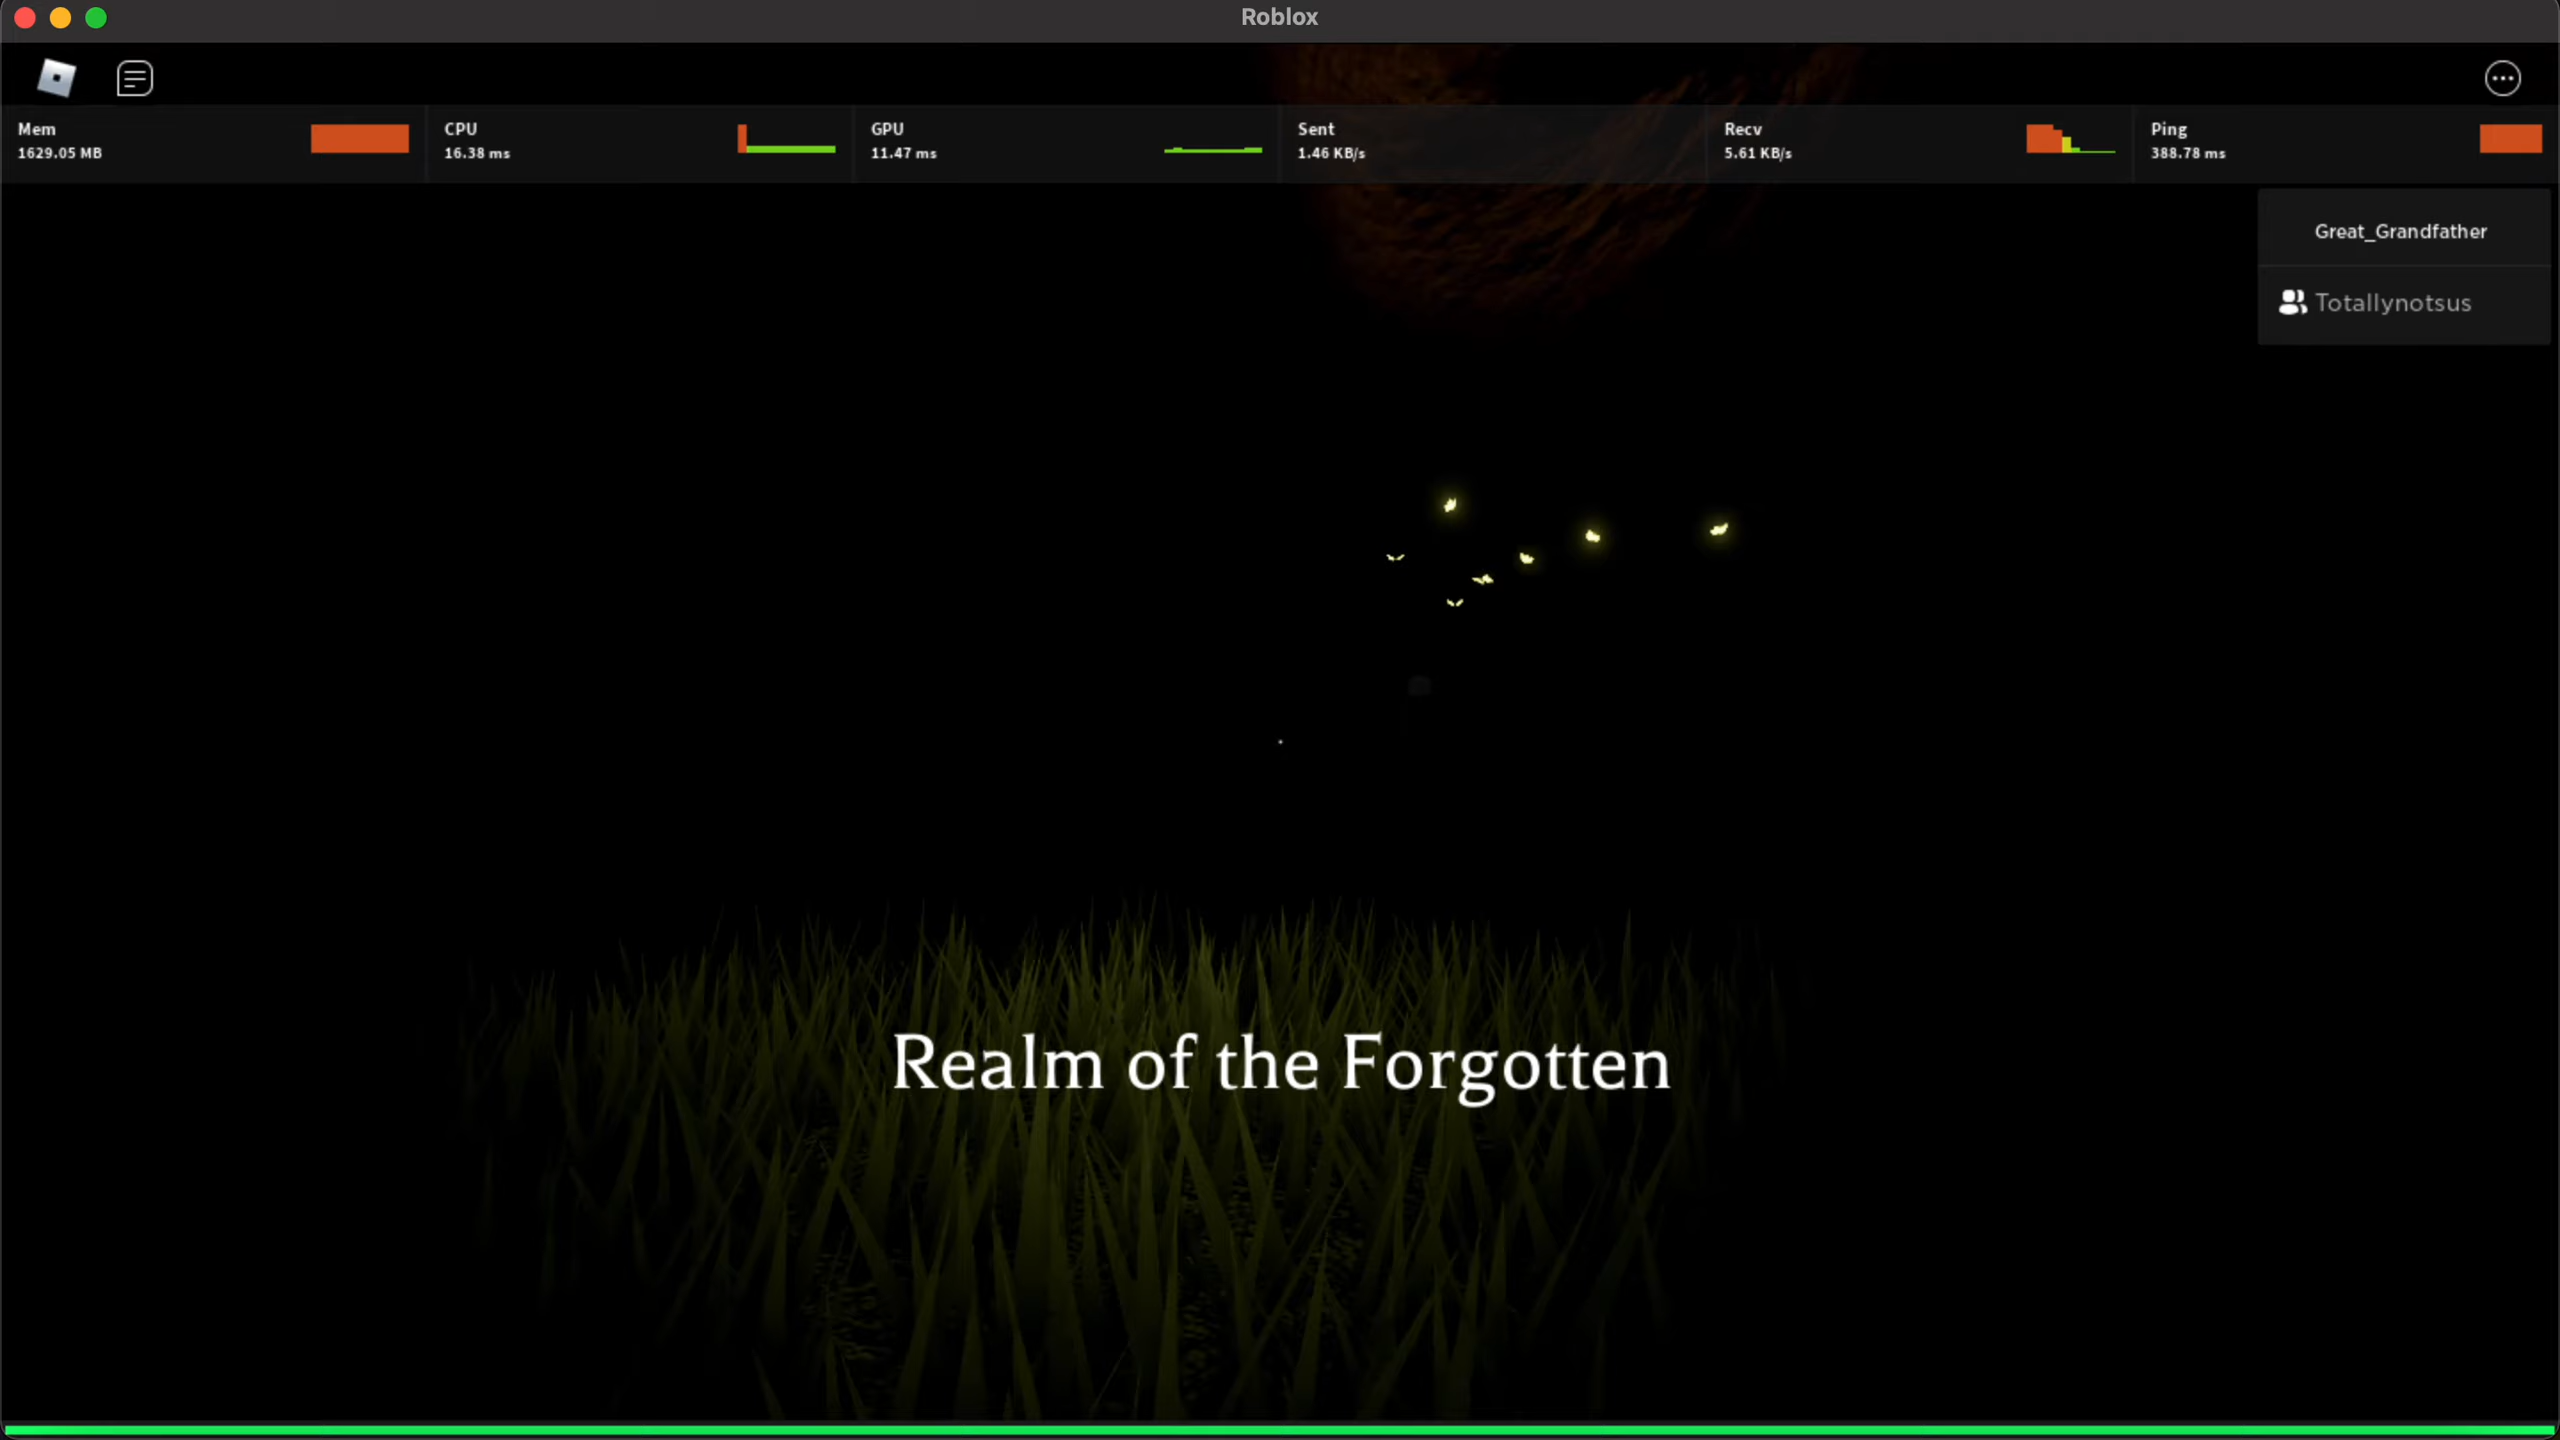 Roblox
Mem
1629.05 MB
CPU
16.38 ms
GPU
11.47 ms
Sent
1.46 KB/s
Recv
5.61 KB/s
Ping
388.78 ms
Great_Grandfather
Totallynotsus
Realm of the Forgotten